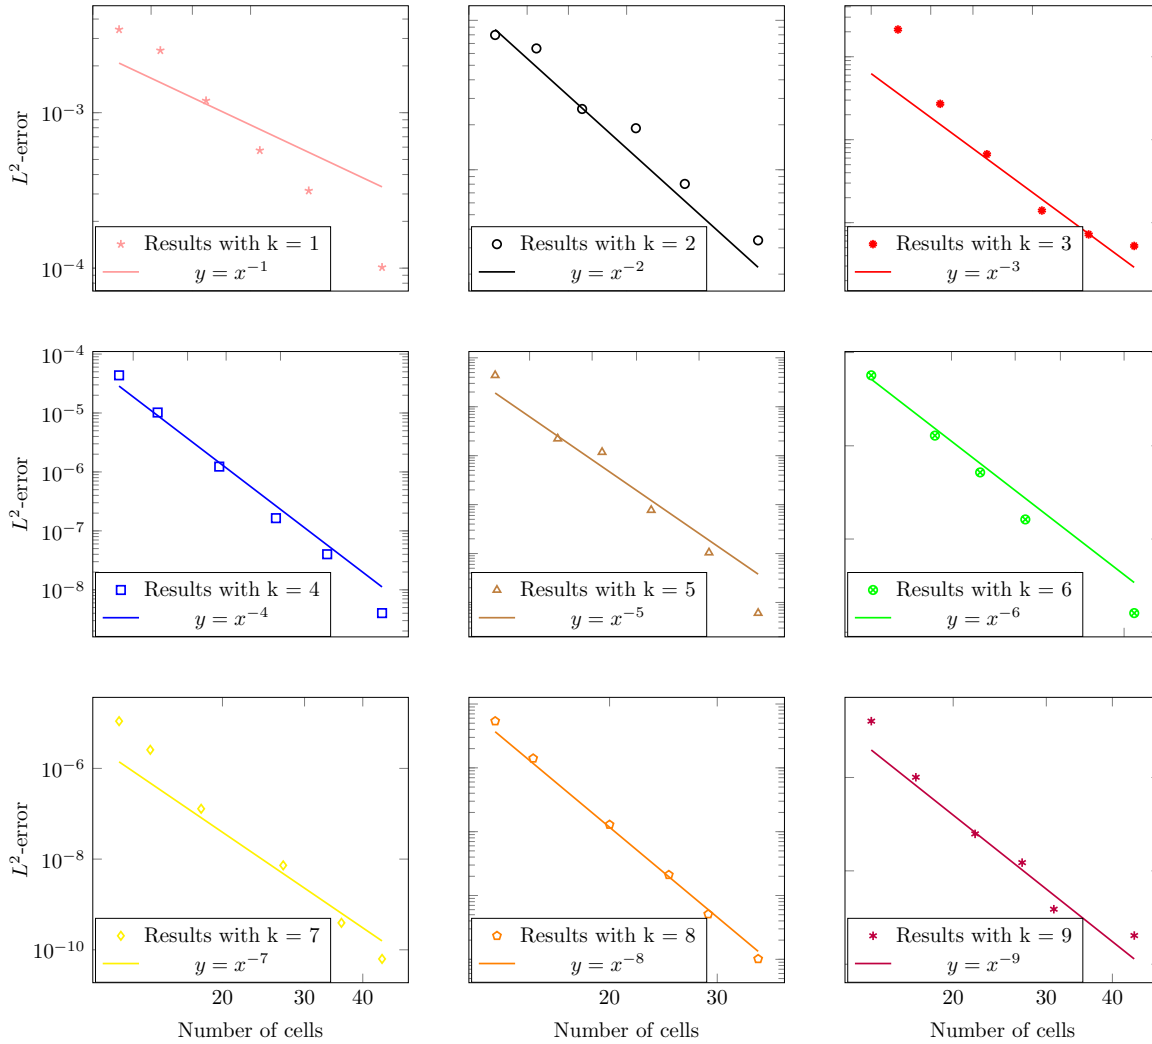 10^{-3}
10^{-4}
L^2-error
Results with k = 1
y = x^{-1}
Results with k = 2
y = x^{-2}
Results with k = 3
y = x^{-3}
10^{-4}
10^{-5}
10^{-6}
10^{-7}
10^{-8}
L^2-error
Results with k = 4
y = x^{-4}
Results with k = 5
y = x^{-5}
Results with k = 6
y = x^{-6}
10^{-6}
10^{-8}
10^{-10}
L^2-error
Results with k = 7
y = x^{-7}
20 30 40
Number of cells
Results with k = 8
y = x^{-8}
20 30
Number of cells
Results with k = 9
y = x^{-9}
20 30 40
Number of cells